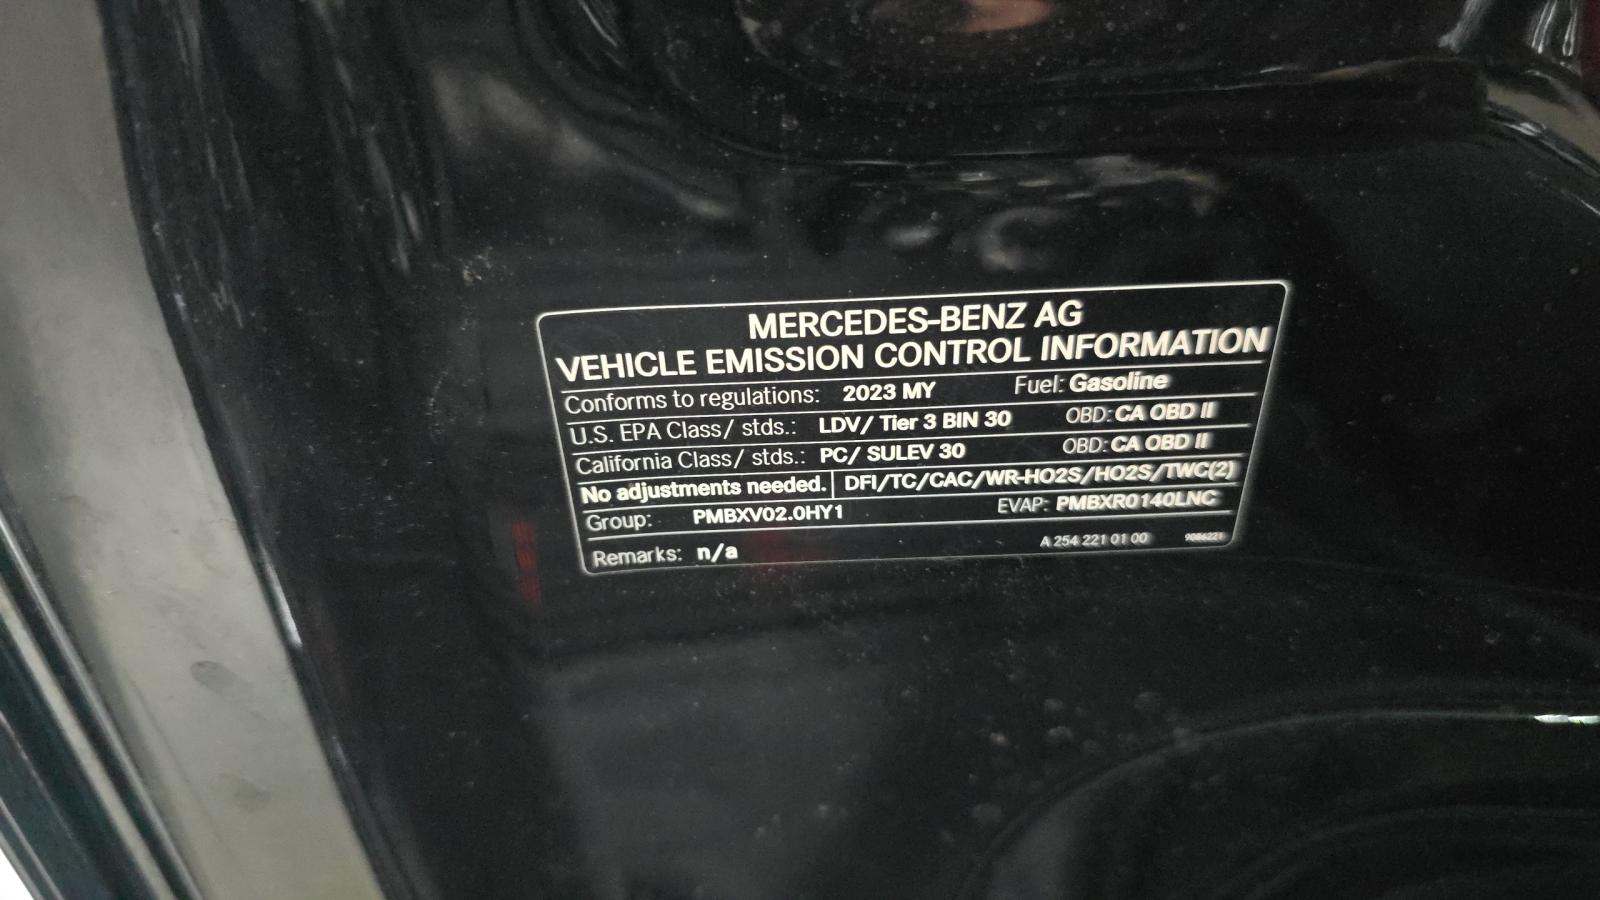 MERCEDES-BENZ AG
VEHICLE EMISSION CONTROL INFORMATION
Conforms to regulations: 2023 MY Fuel: Gasoline
U.S. EPA Class/ stds.: LDV/ Tier 3 BIN 30 OBD: CA OBD II
California Class/ stds.: PC/ SULEV 30 OBD: CA OBD II
No adjustments needed. DFI/TC/CAC/WR-HO2S/HO2S/TWC(2)
Group: PMBXV02.0HY1 EVAP: PMBXR0140LNC
Remarks: n/a A 254 221 01 00